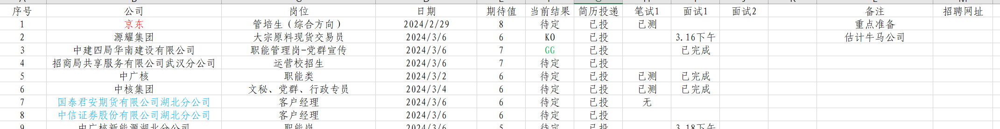 序号 公司 岗位 日期 期待值 当前结果 简历投递 笔试1 面试1 面试2 备注 招聘网址
1 京东 管培生（综合方向） 2024/2/29 8 待定 已投 已测 重点准备
2 源耀集团 大宗原料现货交易员 2024/3/6 6 KO 已投 3.16下午 估计牛马公司
3 中建四局华南建设有限公司 职能管理岗-党群宣传 2024/3/6 7 GG 已投 已完成
4 招商局共享服务有限公司武汉分公司 运营校招生 2024/3/6 7 待定 已投
5 中广核 职能类 2024/3/2 6 待定 已投 已测 已完成
6 中核集团 文秘、党群、行政专员 2024/3/4 6 待定 已投 已测 已完成
7 国泰君安期货有限公司湖北分公司 客户经理 2024/3/6 6 待定 已投 无
8 中信证券股份有限公司湖北分公司 客户经理 2024/3/6 6 待定 已投
9 中广核新能源湖北分公司 职能岗 2024/3/6 5 待定 已投 3.18下午